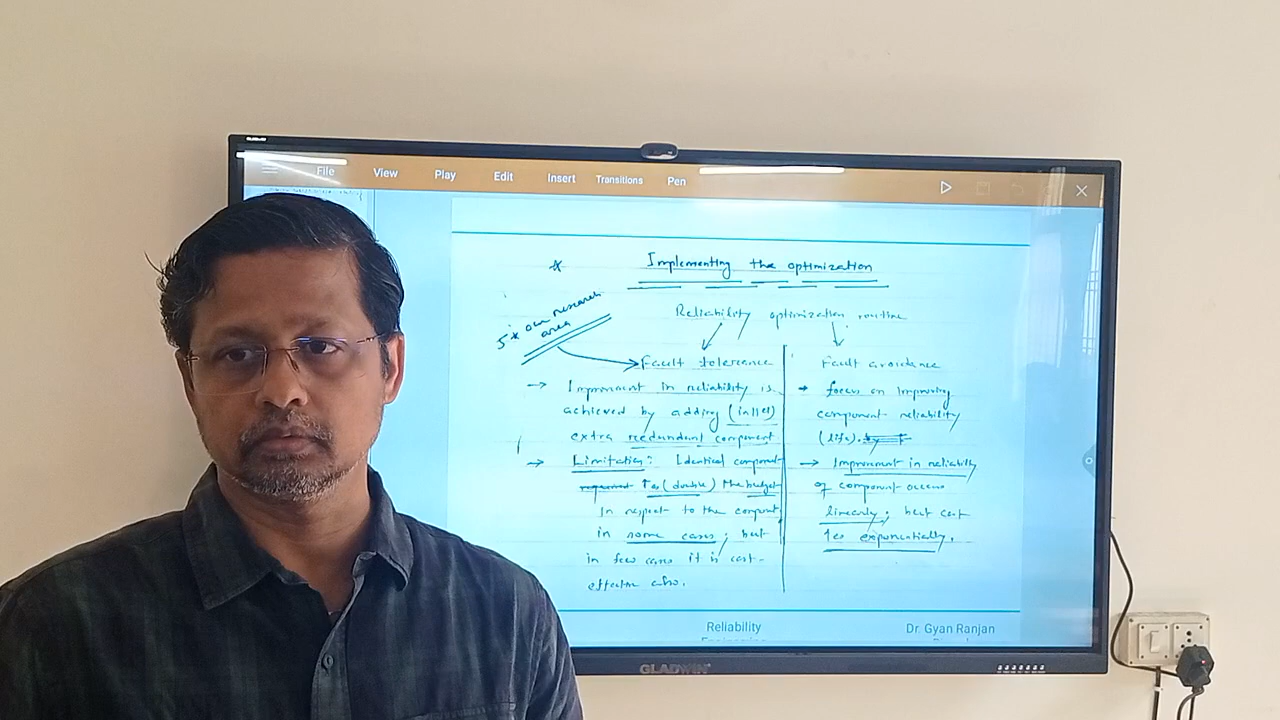 File View Play Edit Insert Transitions Pen
* Implementing the optimization
Reliability optimization routine
5* our research
area
Fault tolerance
→ Improvment in reliability is
achieved by adding (in ||el)
extra redundant component
→ Limitation: Identical component
↑es (double) the budget
In respect to the
in some cases; but
in few cases it is cost-
effective also.
Fault avoidance
→ focus on Improving
component reliability
(life).
→ Improvment in reliability
of component occurs
linearly; but cost
↑es exponentially.
Reliability
Dr. Gyan Ranjan
GLADWIN